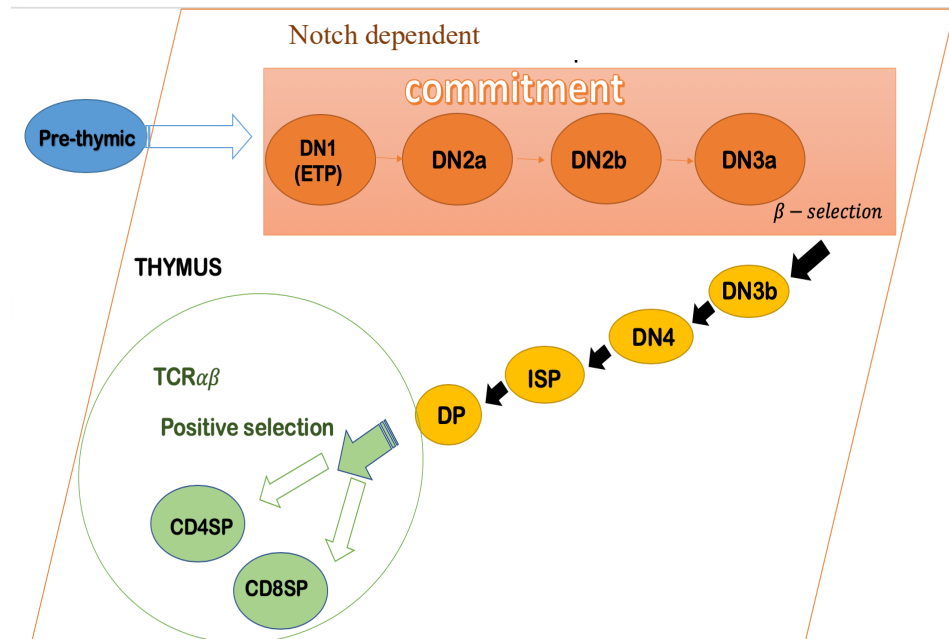 Notch dependent
commitment
Pre-thymic
DN1
(ETP)
DN2a
DN2b
DN3a
β − selection
THYMUS
DN3b
DN4
ISP
DP
TCRαβ
Positive selection
CD4SP
CD8SP